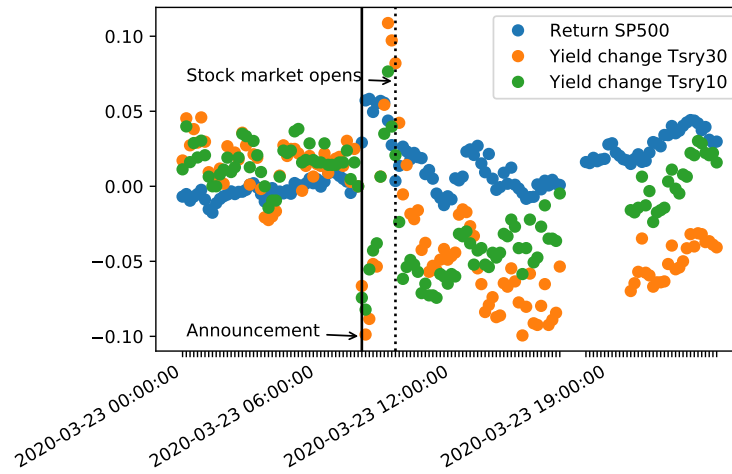 0.10
0.05
0.00
−0.05
−0.10
Return SP500
Yield change Tsry30
Yield change Tsry10
Stock market opens
Announcement
2020-03-23 00:00:00
2020-03-23 06:00:00
2020-03-23 12:00:00
2020-03-23 19:00:00